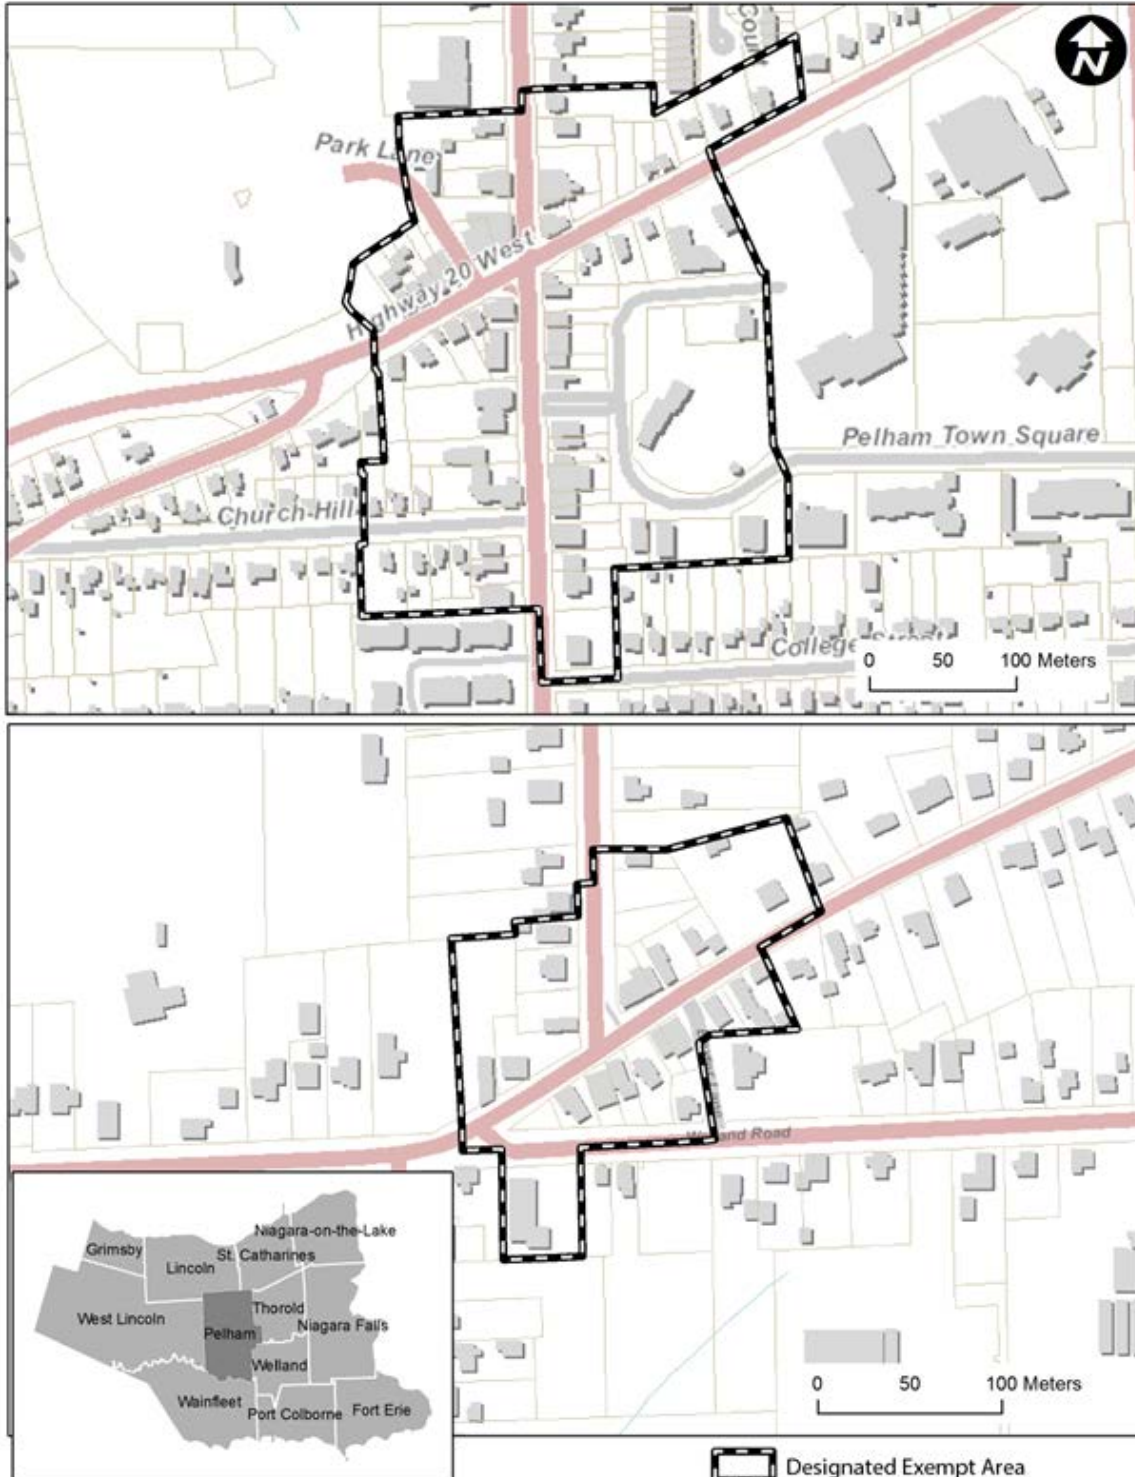 Court
N
Park Lane
Highway 20 West
Pelham Town Square
Church-Hill
College Street
0 50 100 Meters
Road
Niagara-on-the-Lake
Grimsby
St. Catharines
Lincoln
Thorold
West Lincoln
Niagara Falls
Pelham
Welland
Wainfleet
Port Colborne
Fort Erie
0 50 100 Meters
Designated Exempt Area